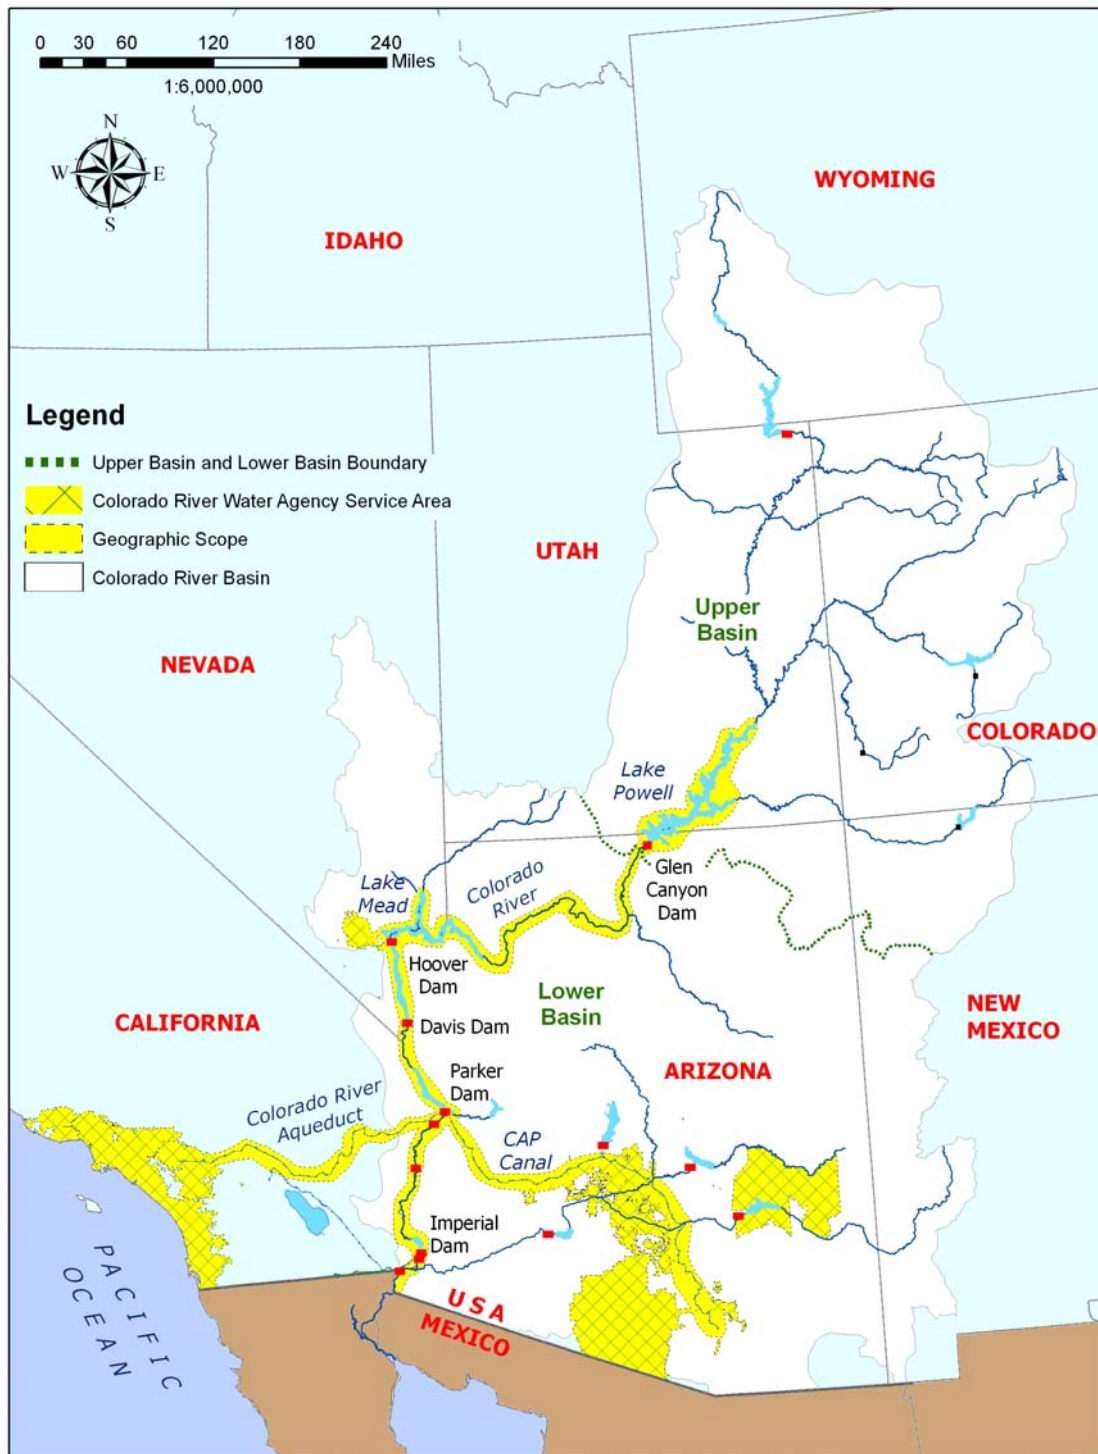 0 30 60 120 180 240
Miles
1:6,000,000
N
W E
S
WYOMING
IDAHO
Legend
Upper Basin and Lower Basin Boundary
Colorado River Water Agency Service Area
Geographic Scope
Colorado River Basin
UTAH
Upper
Basin
NEVADA
COLORADO
Lake
Powell
Glen
Canyon
Dam
Lake
Mead
Colorado
River
Hoover
Dam
Lower
Basin
NEW
MEXICO
CALIFORNIA
Davis Dam
Parker
Dam
ARIZONA
Colorado River
Aqueduct
CAP
Canal
Imperial
Dam
PACIFIC
OCEAN
USA
MEXICO